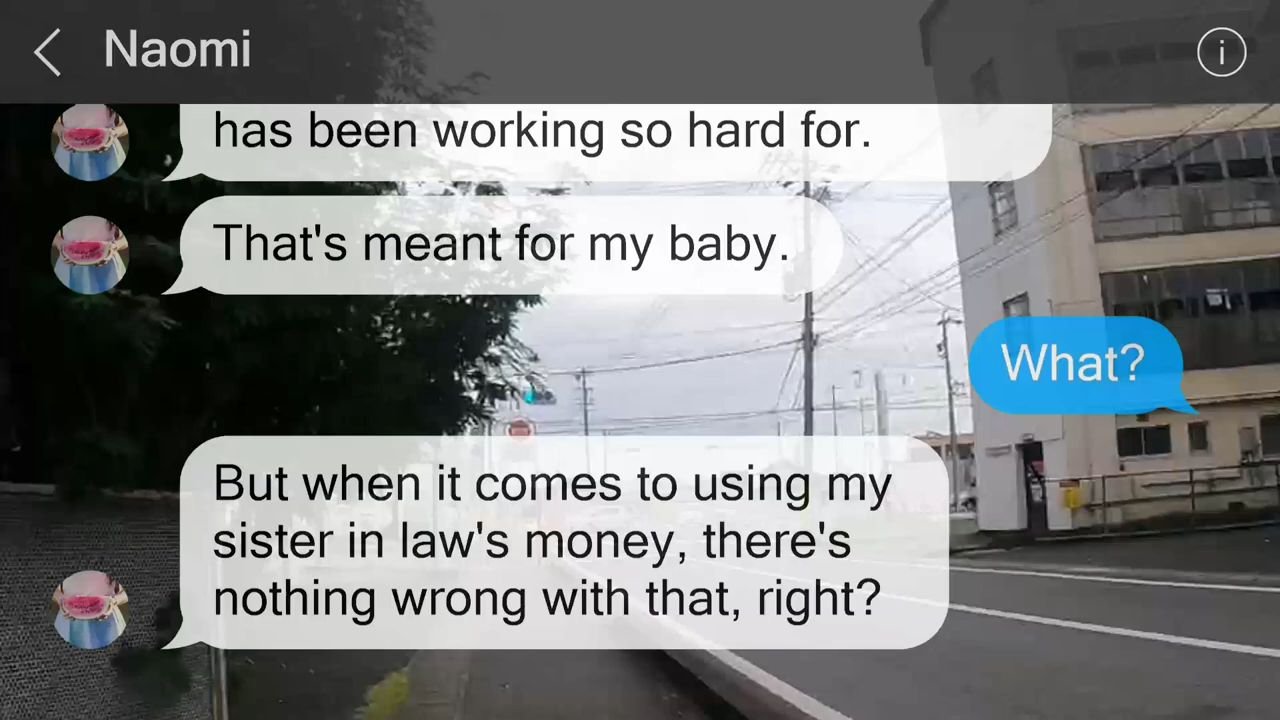 Naomi
has been working so hard for.
That's meant for my baby.
What?
But when it comes to using my
sister in law's money, there's
nothing wrong with that, right?